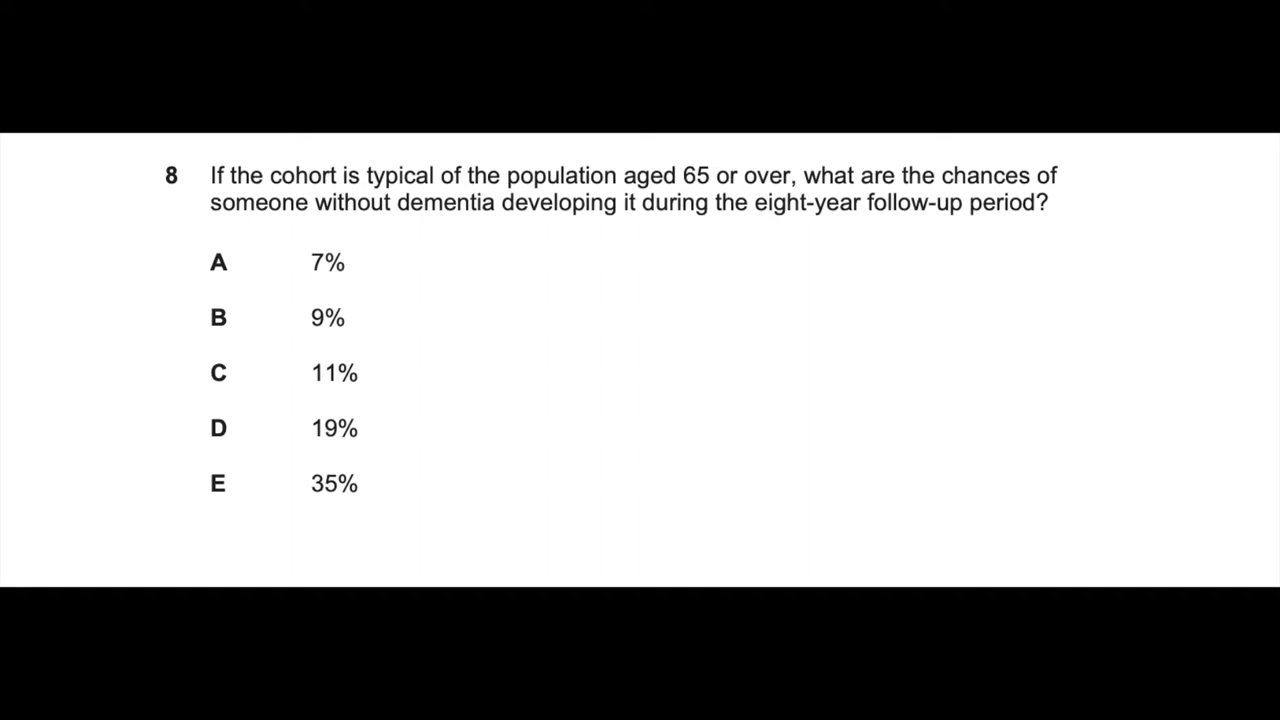 8 If the cohort is typical of the population aged 65 or over, what are the chances of
someone without dementia developing it during the eight-year follow-up period?
A 7%
B 9%
C 11%
D 19%
E 35%